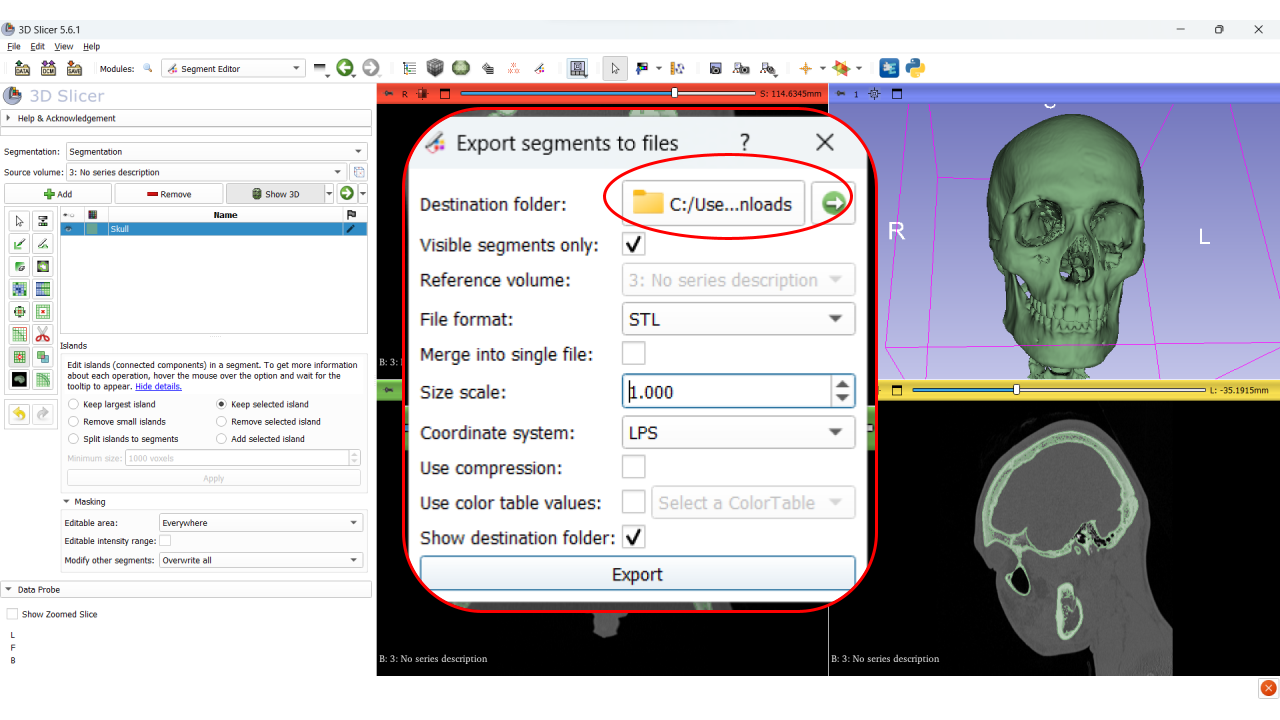 3D Slicer 5.6.1
File Edit View Help
DATA DCM SAVE Modules: Segment Editor
3D Slicer
Help & Acknowledgement
Segmentation: Segmentation
Source volume: 3: No series description
Add Remove Show 3D
Name
Skull
Islands
Edit islands (connected components) in a segment. To get more information
about each operation, hover the mouse over the option and wait for the
tooltip to appear. Hide details.
Keep largest island Keep selected island
Remove small islands Remove selected island
Split islands to segments Add selected island
Minimum size: 1000 voxels
Apply
Masking
Editable area: Everywhere
Editable intensity range:
Modify other segments: Overwrite all
Data Probe
Show Zoomed Slice
L
F
B
R S: 114.6345mm
B: 3:
B: 3: No series description
Export segments to files ?
Destination folder: C:/Use...nloads
Visible segments only:
Reference volume: 3: No series description
File format: STL
Merge into single file:
Size scale: 1.000
Coordinate system: LPS
Use compression:
Use color table values: Select a ColorTable
Show destination folder:
Export
1
R L
L: -35.1915mm
B: 3: No series description